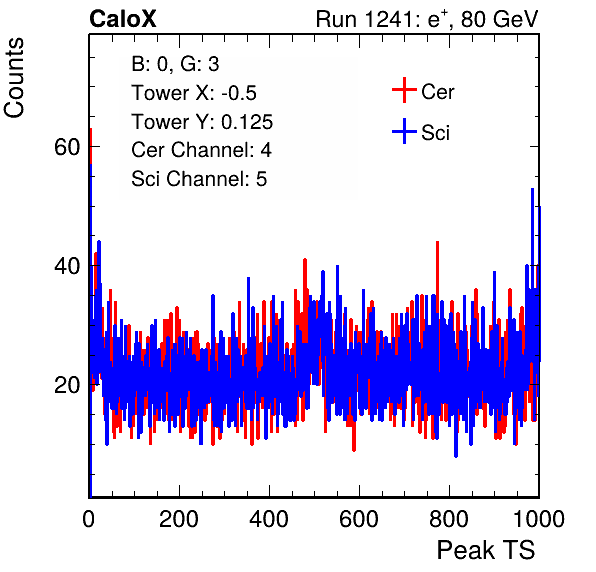 CaloX Run 1241: e⁺, 80 GeV
Counts
B: 0, G: 3
Tower X: -0.5
Tower Y: 0.125
Cer Channel: 4
Sci Channel: 5
Cer
Sci
60
40
20
0 200 400 600 800 1000
Peak TS